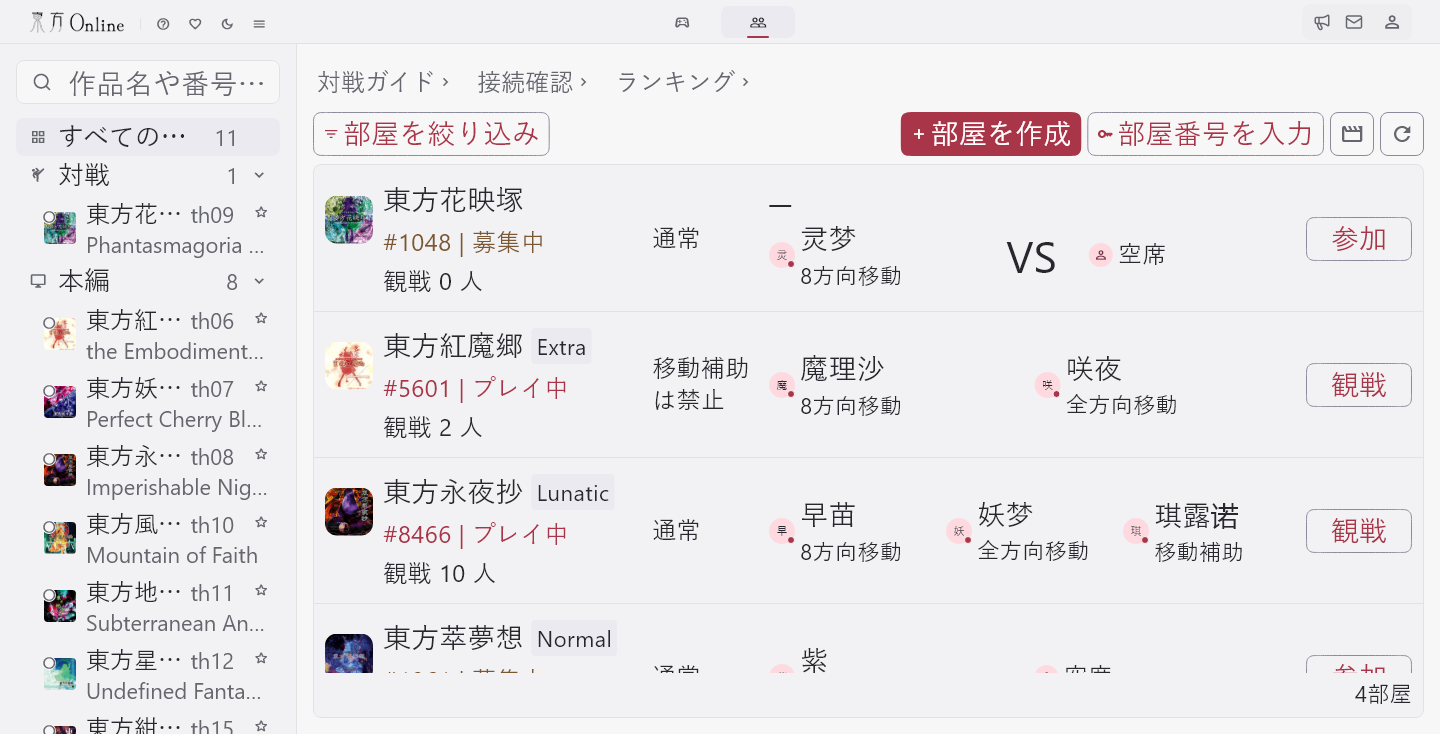 東方Online
作品名や番号…
すべての… 11
対戦 1
東方花… th09
Phantasmagoria ...
本編 8
東方紅… th06
the Embodiment...
東方妖… th07
Perfect Cherry Bl...
東方永… th08
Imperishable Nig...
東方風… th10
Mountain of Faith
東方地… th11
Subterranean An...
東方星… th12
Undefined Fanta...
東方紺… th15
対戦ガイド › 接続確認 › ランキング ›
部屋を絞り込み
+ 部屋を作成
部屋番号を入力
東方花映塚
#1048 | 募集中
観戦 0 人
通常
—
灵 灵梦
8方向移動
VS
空席
参加
東方紅魔郷 Extra
#5601 | プレイ中
観戦 2 人
移動補助
は禁止
魔 魔理沙
8方向移動
咲 咲夜
全方向移動
観戦
東方永夜抄 Lunatic
#8466 | プレイ中
観戦 10 人
通常
早 早苗
8方向移動
妖 妖梦
全方向移動
琪 琪露诺
移動補助
観戦
東方萃夢想 Normal
通常
紫
空席
参加
4部屋